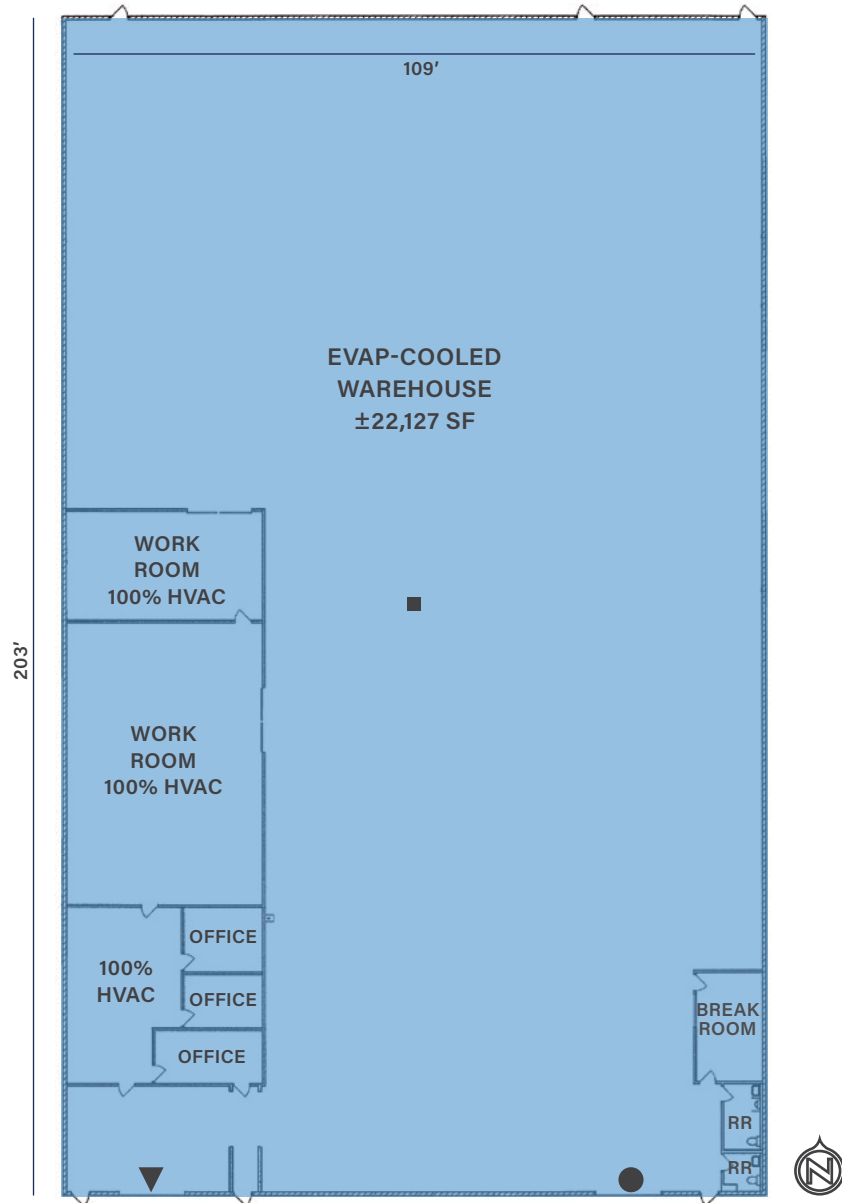 109’
EVAP-COOLED
WAREHOUSE
±22,127 SF
WORK
ROOM
100% HVAC
203’
WORK
ROOM
100% HVAC
OFFICE
100%
HVAC
OFFICE
BREAK
ROOM
OFFICE
RR
RR
N